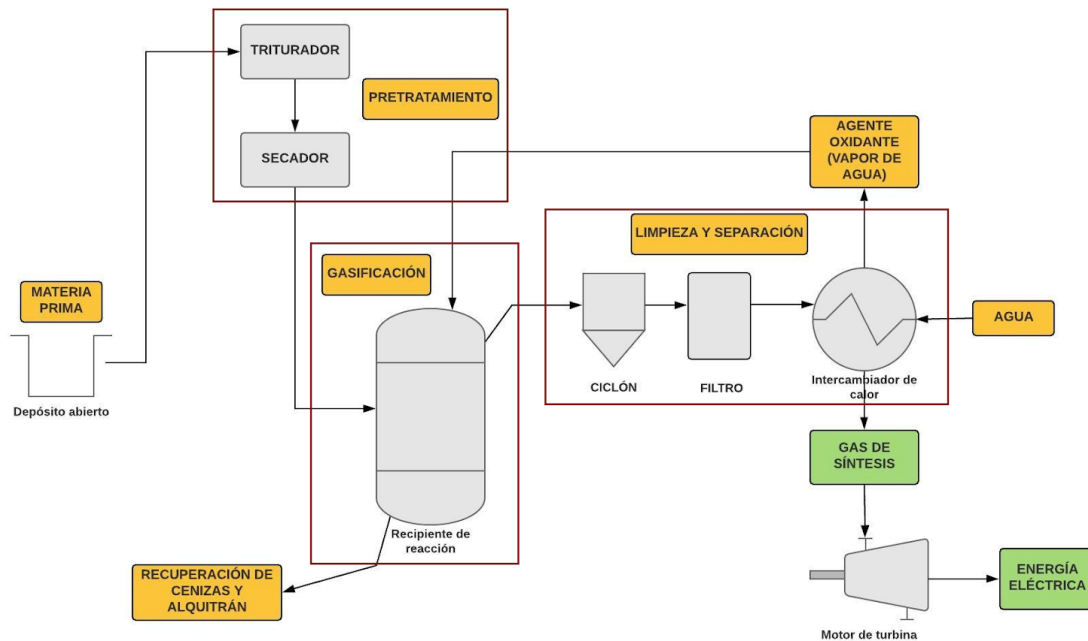 TRITURADOR
PRETRATAMIENTO
SECADOR
AGENTE
OXIDANTE
(VAPOR DE
AGUA)
LIMPIEZA Y SEPARACIÓN
GASIFICACIÓN
MATERIA
PRIMA
Depósito abierto
AGUA
CICLÓN
FILTRO
Intercambiador de
calor
GAS DE
SÍNTESIS
Recipiente de
reacción
RECUPERACIÓN DE
CENIZAS Y
ALQUITRÁN
ENERGÍA
ELÉCTRICA
Motor de turbina